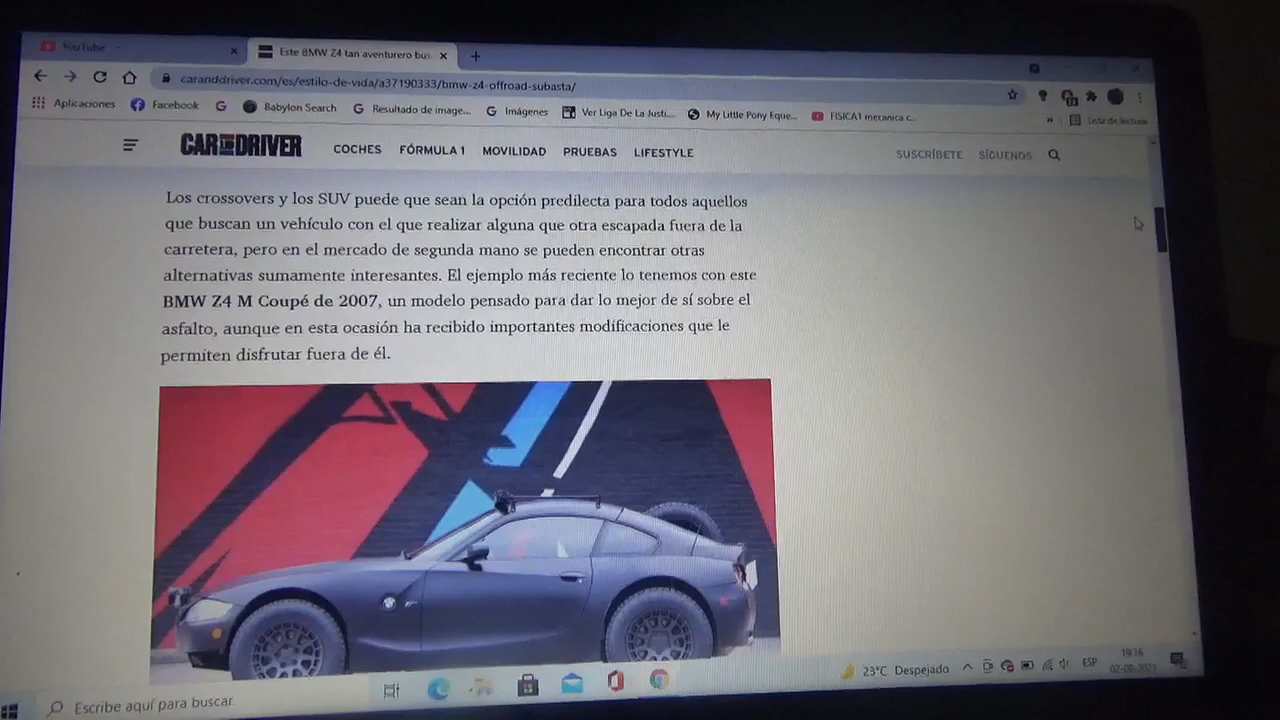 YouTube
Este BMW Z4 tan aventurero bus
caranddriver.com/es/estilo-de-vida/a37190333/bmw-z4-offroad-subasta/
Aplicaciones Facebook Babylon Search Resultado de image... Imágenes Ver Liga De La Justi... My Little Pony Eque... FISICA1 mecanica c...
» Lista de lectura
CAR AND DRIVER COCHES FÓRMULA 1 MOVILIDAD PRUEBAS LIFESTYLE SUSCRÍBETE SÍGUENOS
Los crossovers y los SUV puede que sean la opción predilecta para todos aquellos
que buscan un vehículo con el que realizar alguna que otra escapada fuera de la
carretera, pero en el mercado de segunda mano se pueden encontrar otras
alternativas sumamente interesantes. El ejemplo más reciente lo tenemos con este
BMW Z4 M Coupé de 2007, un modelo pensado para dar lo mejor de sí sobre el
asfalto, aunque en esta ocasión ha recibido importantes modificaciones que le
permiten disfrutar fuera de él.
Escribe aquí para buscar
23°C Despejado ESP
19:16
02-08-2021